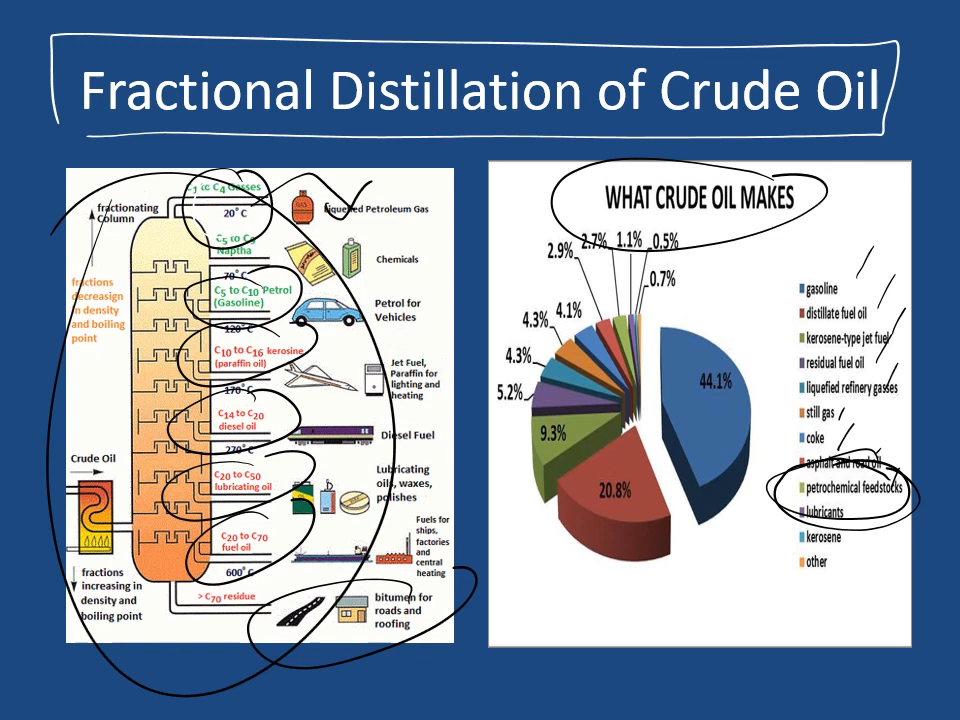 Fractional Distillation of Crude Oil
C1 to C4 Gasses
20° C
fractionating
Column
Liquefied Petroleum Gas
C5 to C9
Naptha
70° C
Chemicals
fractions
decreasign
in density
and boiling
point
C5 to C10 Petrol
(Gasoline)
120° C
Petrol for
Vehicles
C10 to C16 kerosine
(paraffin oil)
170° C
Jet Fuel,
Paraffin for
lighting and
heating
C14 to C20
diesel oil
270° C
Diesel Fuel
Crude Oil
C20 to C50
lubricating oil
Lubricating
oils, waxes,
polishes
C20 to C70
fuel oil
600° C
Fuels for
ships,
factories
and
central
heating
fractions
increasing in
density and
boiling point
> C70 residue
bitumen for
roads and
roofing
WHAT CRUDE OIL MAKES
2.9%
2.7%
1.1%
0.5%
0.7%
4.1%
4.3%
4.3%
5.2%
9.3%
20.8%
44.1%
gasoline
distillate fuel oil
kerosene-type jet fuel
residual fuel oil
liquefied refinery gasses
still gas
coke
asphalt and road oil
petrochemical feedstocks
lubricants
kerosene
other